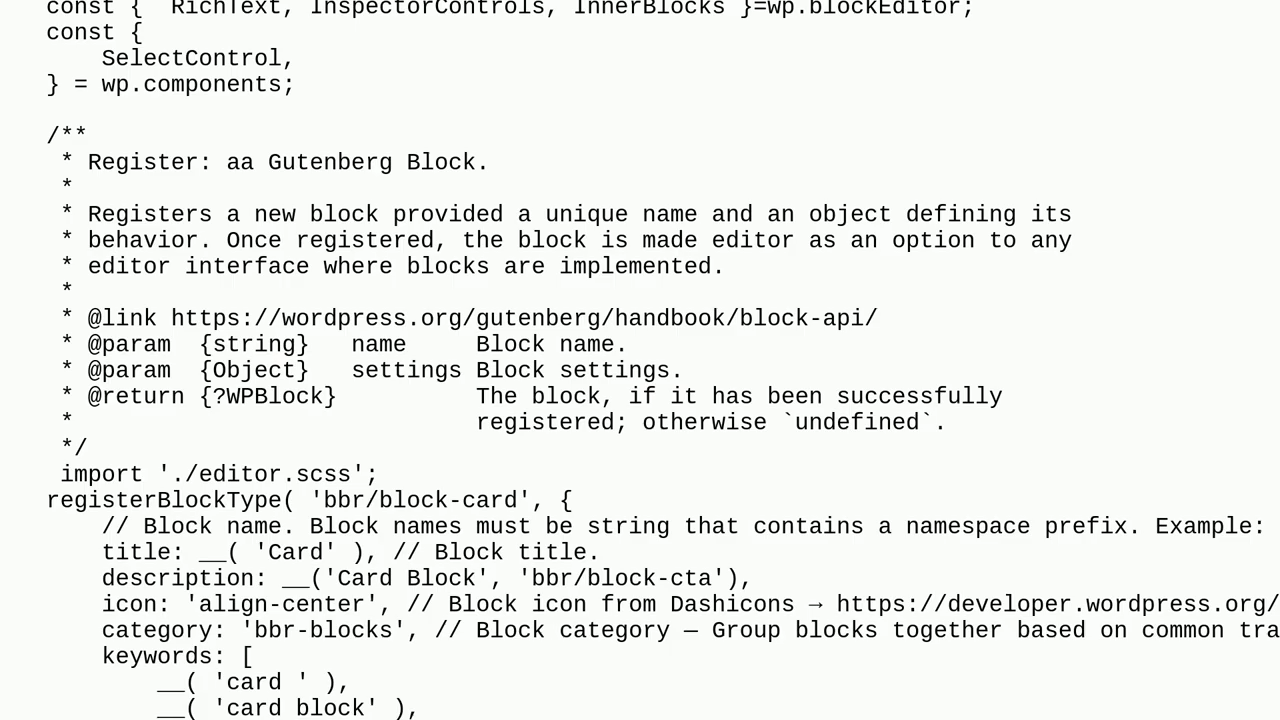 const {  RichText, InspectorControls, InnerBlocks }=wp.blockEditor;
const {
    SelectControl,
} = wp.components;

/**
 * Register: aa Gutenberg Block.
 *
 * Registers a new block provided a unique name and an object defining its
 * behavior. Once registered, the block is made editor as an option to any
 * editor interface where blocks are implemented.
 *
 * @link https://wordpress.org/gutenberg/handbook/block-api/
 * @param  {string}   name     Block name.
 * @param  {Object}   settings Block settings.
 * @return {?WPBlock}          The block, if it has been successfully
 *                             registered; otherwise `undefined`.
 */
 import './editor.scss';
registerBlockType( 'bbr/block-card', {
    // Block name. Block names must be string that contains a namespace prefix. Example:
    title: __( 'Card' ), // Block title.
    description: __('Card Block', 'bbr/block-cta'),
    icon: 'align-center', // Block icon from Dashicons → https://developer.wordpress.org/
    category: 'bbr-blocks', // Block category — Group blocks together based on common tra
    keywords: [
        __( 'card ' ),
        __( 'card block' ),